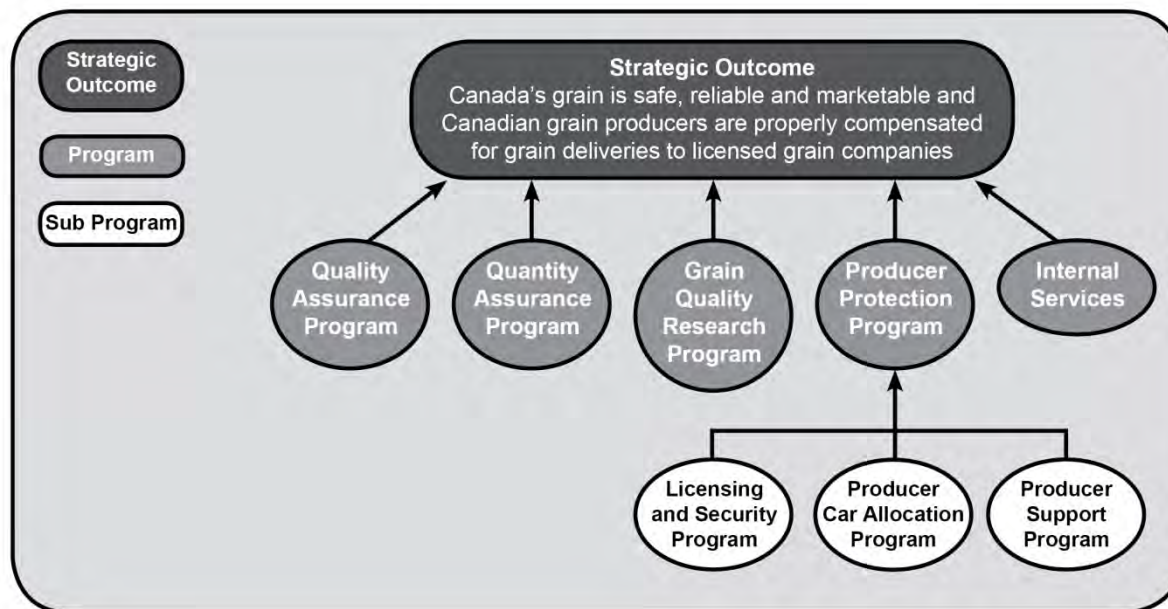 Strategic
Outcome
Program
Sub Program
Strategic Outcome
Canada's grain is safe, reliable and marketable and
Canadian grain producers are properly compensated
for grain deliveries to licensed grain companies
Quality
Assurance
Program
Quantity
Assurance
Program
Grain
Quality
Research
Program
Producer
Protection
Program
Internal
Services
Licensing
and Security
Program
Producer
Car Allocation
Program
Producer
Support
Program